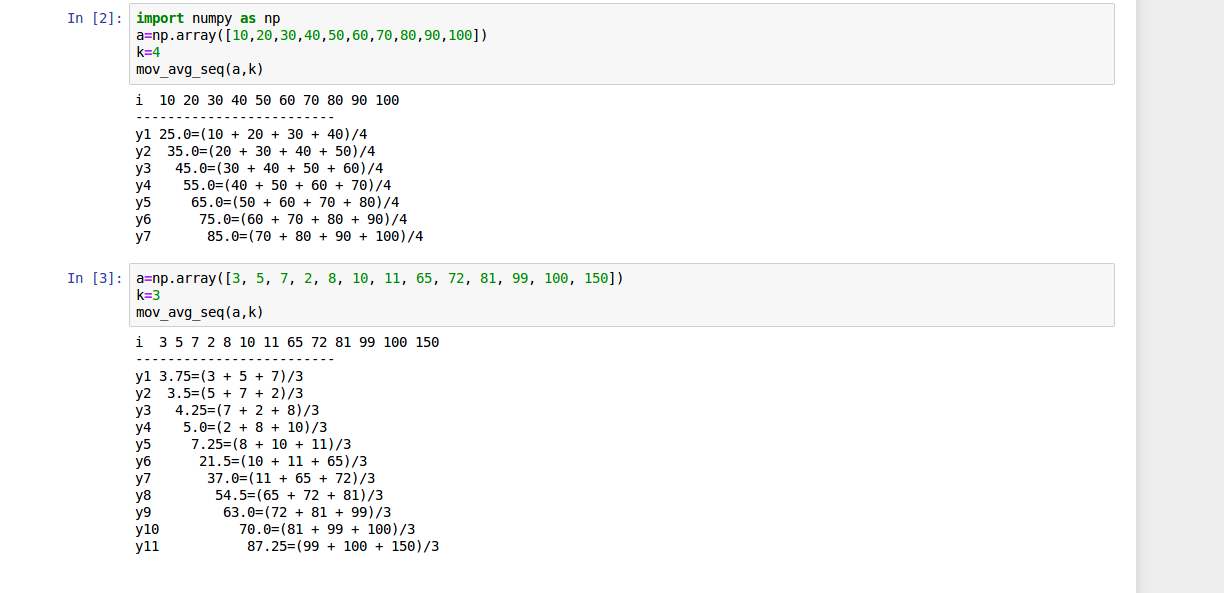 In [2]: import numpy as np
a=np.array([10,20,30,40,50,60,70,80,90,100])
k=4
mov_avg_seq(a,k)
i  10 20 30 40 50 60 70 80 90 100
-------------------------
y1 25.0=(10 + 20 + 30 + 40)/4
y2  35.0=(20 + 30 + 40 + 50)/4
y3   45.0=(30 + 40 + 50 + 60)/4
y4    55.0=(40 + 50 + 60 + 70)/4
y5     65.0=(50 + 60 + 70 + 80)/4
y6      75.0=(60 + 70 + 80 + 90)/4
y7       85.0=(70 + 80 + 90 + 100)/4
In [3]: a=np.array([3, 5, 7, 2, 8, 10, 11, 65, 72, 81, 99, 100, 150])
k=3
mov_avg_seq(a,k)
i  3 5 7 2 8 10 11 65 72 81 99 100 150
-------------------------
y1 3.75=(3 + 5 + 7)/3
y2  3.5=(5 + 7 + 2)/3
y3   4.25=(7 + 2 + 8)/3
y4    5.0=(2 + 8 + 10)/3
y5     7.25=(8 + 10 + 11)/3
y6      21.5=(10 + 11 + 65)/3
y7       37.0=(11 + 65 + 72)/3
y8        54.5=(65 + 72 + 81)/3
y9         63.0=(72 + 81 + 99)/3
y10          70.0=(81 + 99 + 100)/3
y11           87.25=(99 + 100 + 150)/3